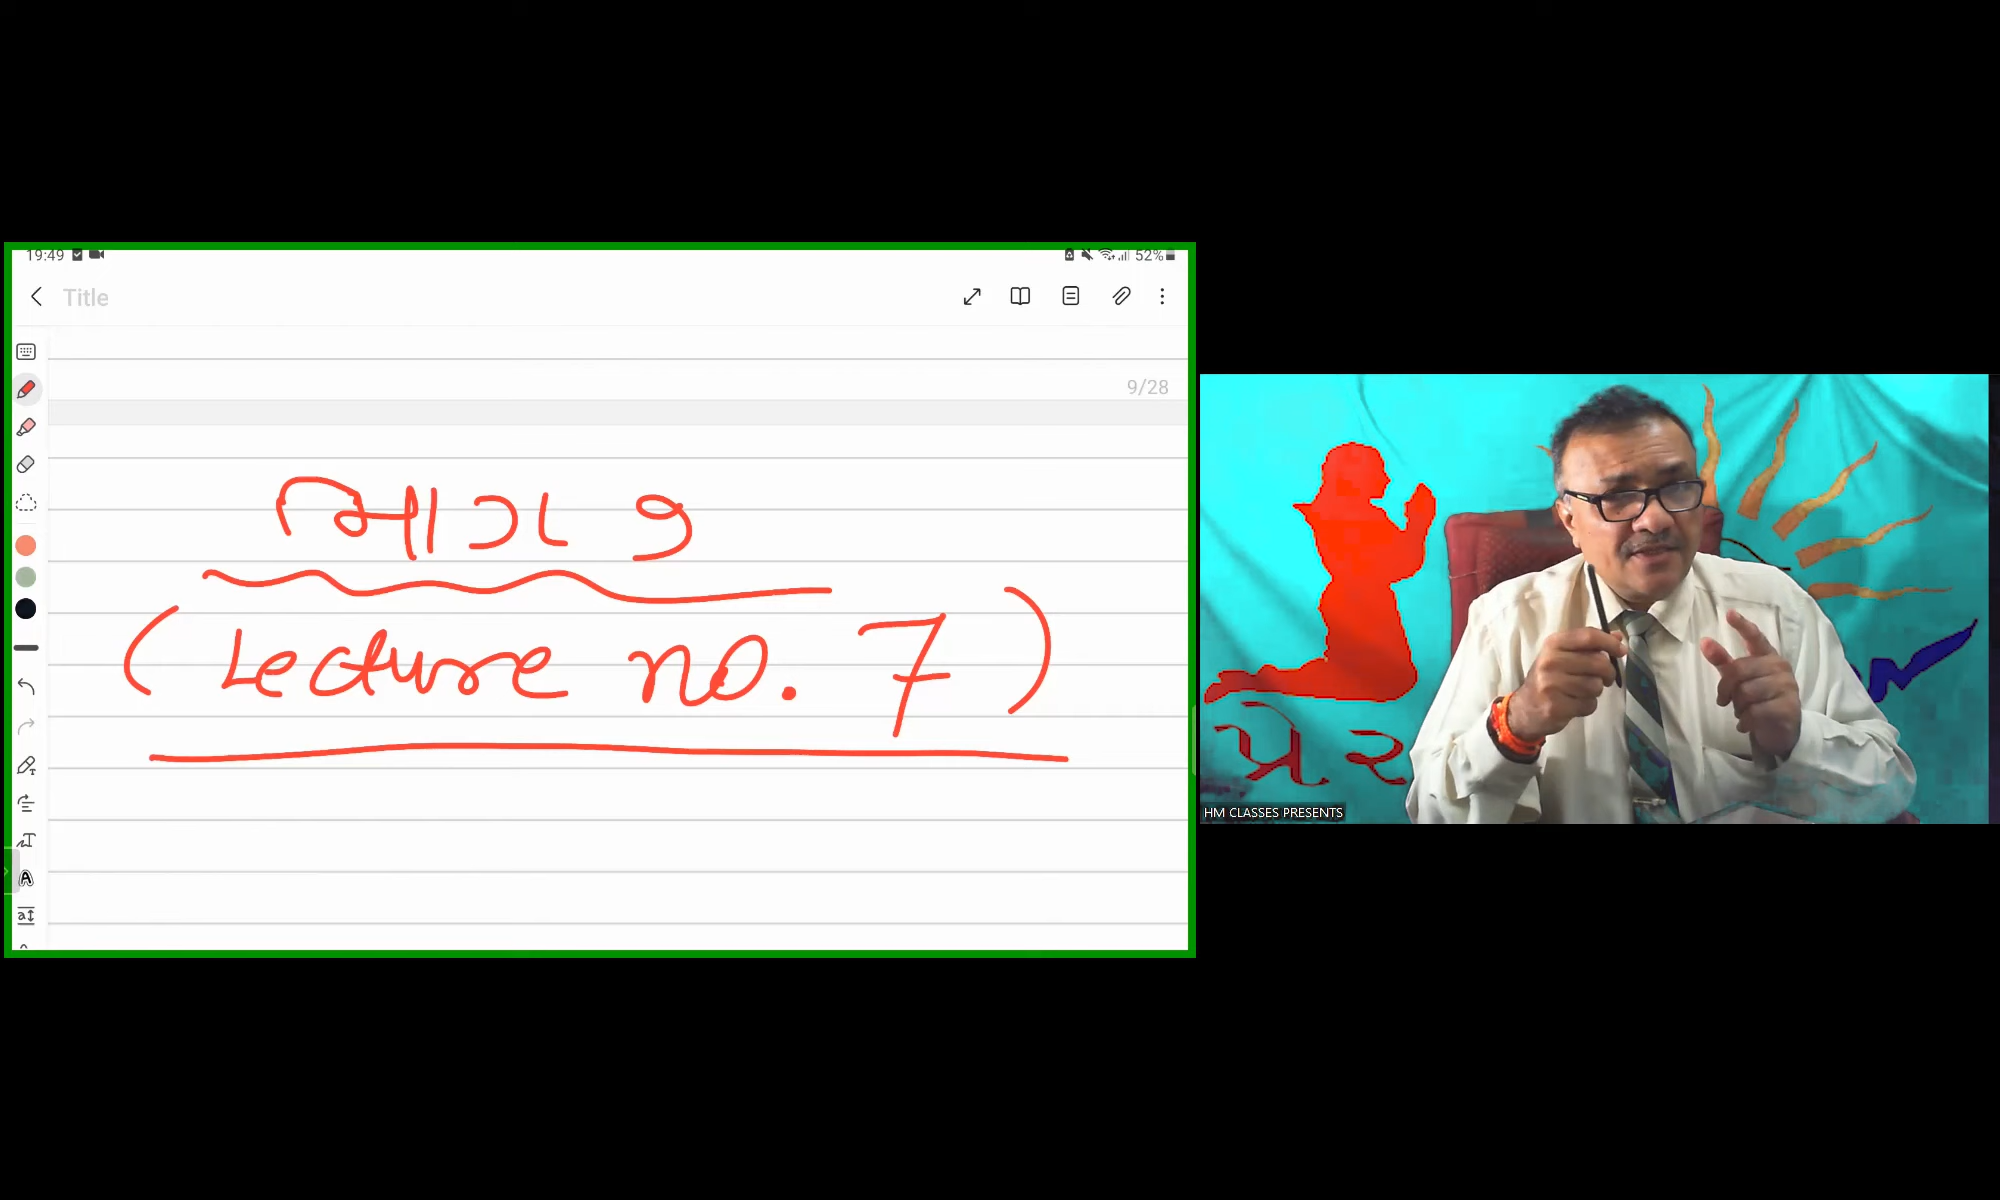 19:49 52%
Title
9/28
ભાગ ૭
(Lecture no. 7)
પ્રેર
HM CLASSES PRESENTS